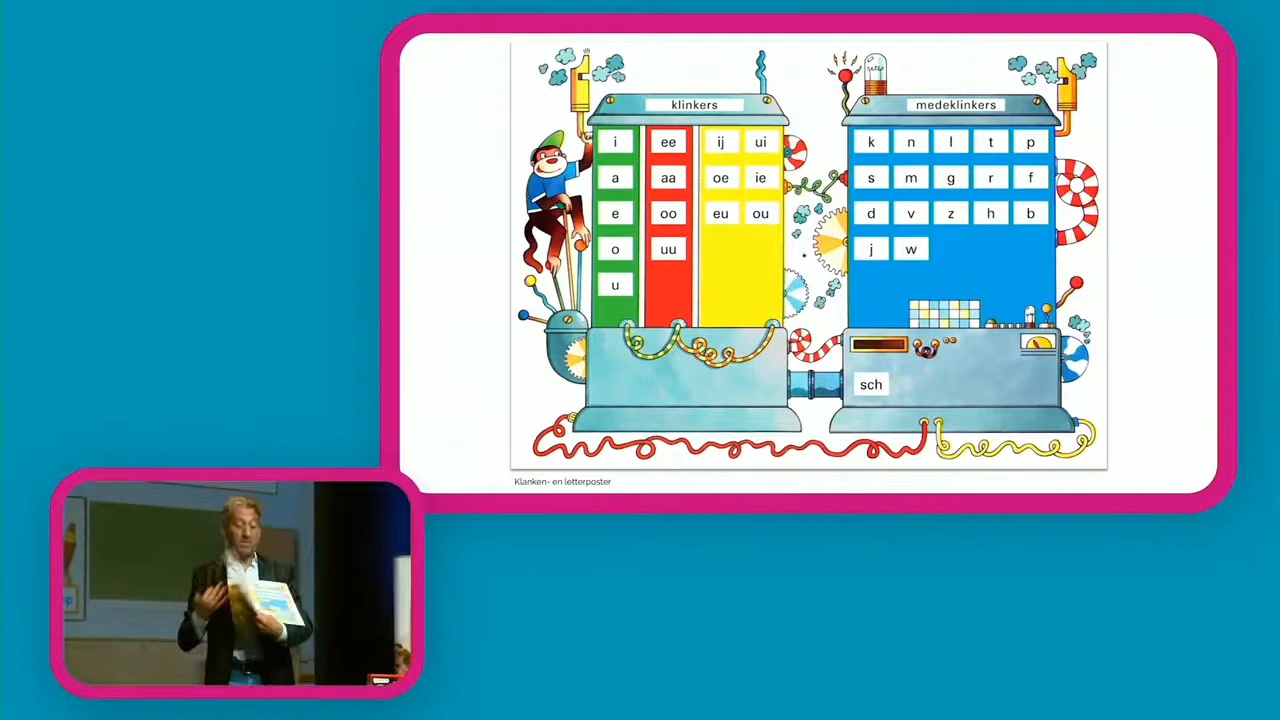 klinkers
medeklinkers
i ee ij ui
a aa oe ie
e oo eu ou
o uu
u
k n l t p
s m g r f
d v z h b
j w
sch
Klanken- en letterposter